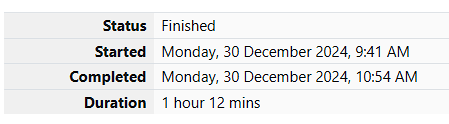 Status Finished
Started Monday, 30 December 2024, 9:41 AM
Completed Monday, 30 December 2024, 10:54 AM
Duration 1 hour 12 mins